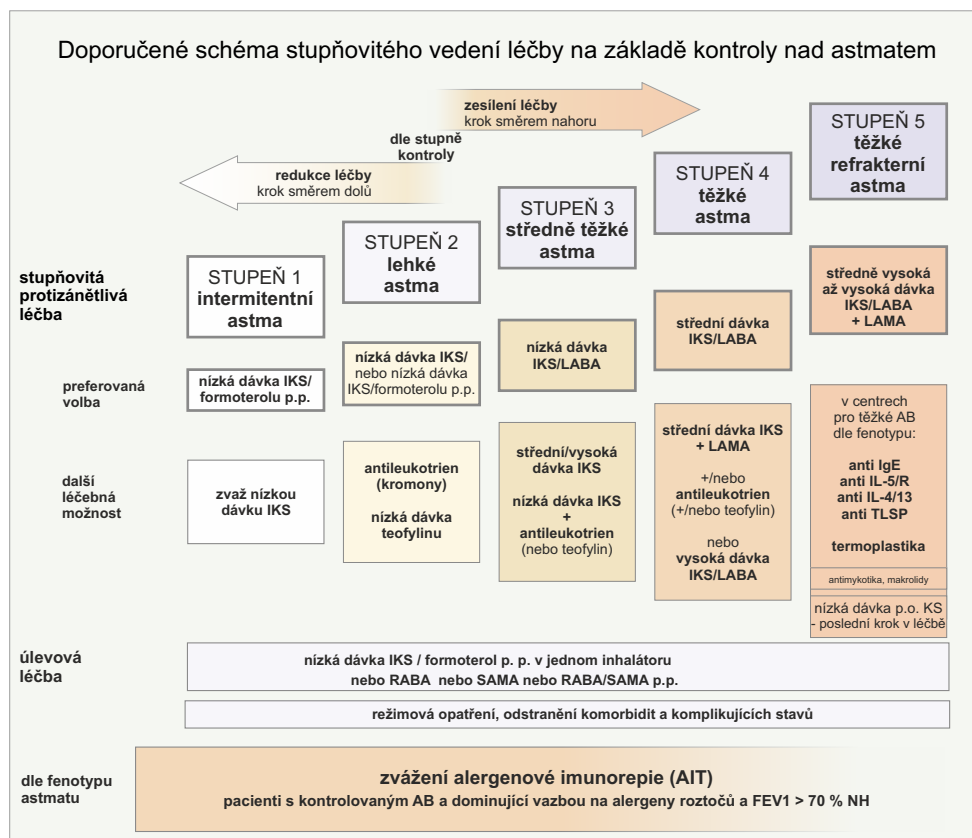 Doporučené schéma stupňovitého vedení léčby na základě kontroly nad astmatem
zesílení léčby
krok směrem nahoru
dle stupně
kontroly
redukce léčby
krok směrem dolů
STUPEŇ 1
intermitentní
astma
STUPEŇ 2
lehké
astma
STUPEŇ 3
středně těžké
astma
STUPEŇ 4
těžké
astma
STUPEŇ 5
těžké
refrakterní
astma
stupňovitá
protizánětlivá
léčba
preferovaná
volba
nízká dávka IKS/
formoterolu p.p.
nízká dávka IKS/
nebo nízká dávka
IKS/formoterolu p.p.
nízká dávka
IKS/LABA
střední dávka
IKS/LABA
středně vysoká
až vysoká dávka
IKS/LABA
+ LAMA
další
léčebná
možnost
zvaž nízkou
dávku IKS
antileukotrien
(kromony)
nízká dávka
teofylinu
střední/vysoká
dávka IKS
nízká dávka IKS
+
antileukotrien
(nebo teofylin)
střední dávka IKS
+ LAMA
+/nebo
antileukotrien
(+/nebo teofylin)
nebo
vysoká dávka
IKS/LABA
v centrech
pro těžké AB
dle fenotypu:
anti IgE
anti IL-5/R
anti IL-4/13
anti TLSP
termoplastika
antimykotika, makrolidy
nízká dávka p.o. KS
- poslední krok v léčbě
úlevová
léčba
nízká dávka IKS / formoterol p. p. v jednom inhalátoru
nebo RABA nebo SAMA nebo RABA/SAMA p.p.
režimová opatření, odstranění komorbidit a komplikujících stavů
dle fenotypu
astmatu
zvážení alergenové imunorepie (AIT)
pacienti s kontrolovaným AB a dominující vazbou na alergeny roztočů a FEV1 > 70 % NH